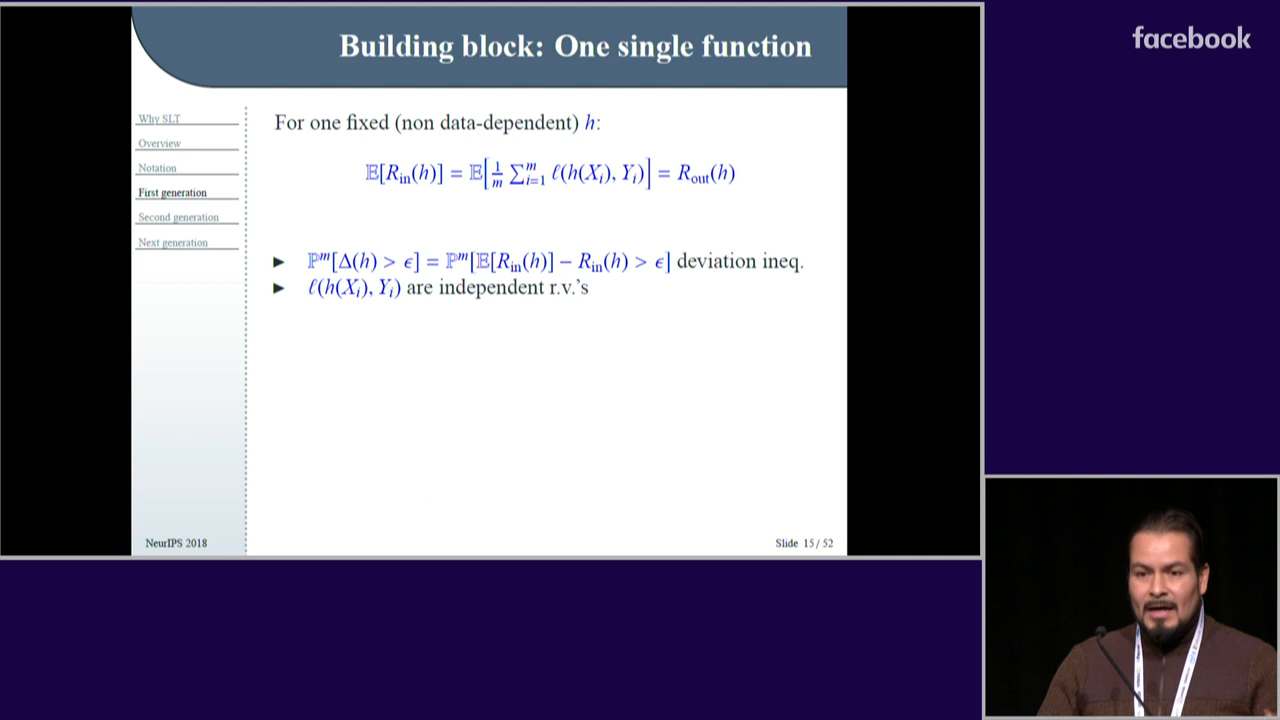 Building block: One single function
facebook
Why SLT
Overview
Notation
First generation
Second generation
Next generation
For one fixed (non data-dependent) h:
𝔼[R_in(h)] = 𝔼[1/m ∑_{i=1}^m ℓ(h(X_i), Y_i)] = R_out(h)
► ℙ^m[Δ(h) > ϵ] = ℙ^m[𝔼[R_in(h)] − R_in(h) > ϵ] deviation ineq.
► ℓ(h(X_i), Y_i) are independent r.v.'s
NeurIPS 2018
Slide 15 / 52